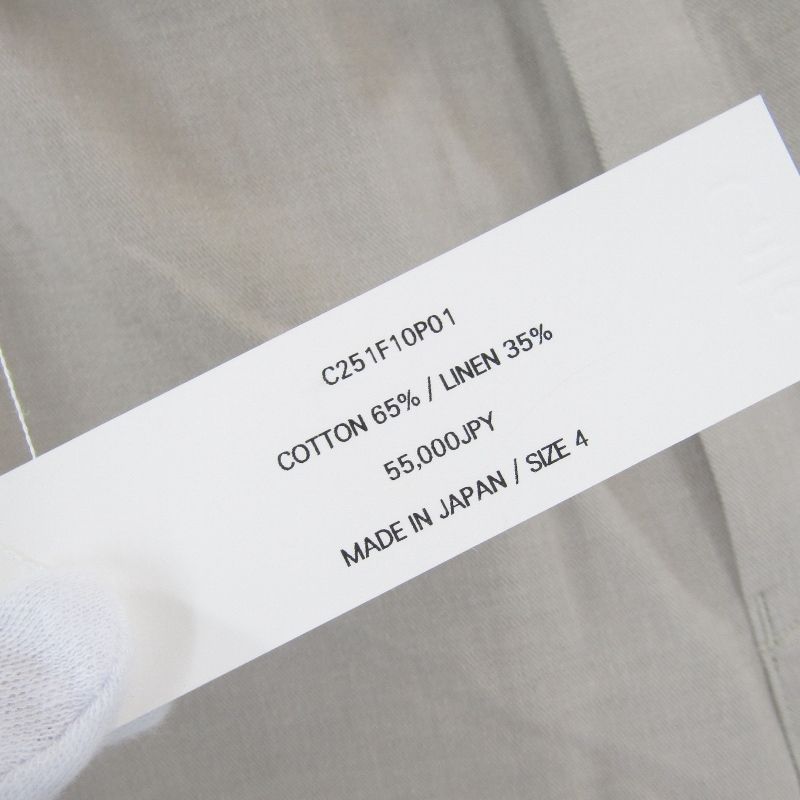 C251F10P01
COTTON 65% / LINEN 35%
55,000JPY
MADE IN JAPAN / SIZE 4